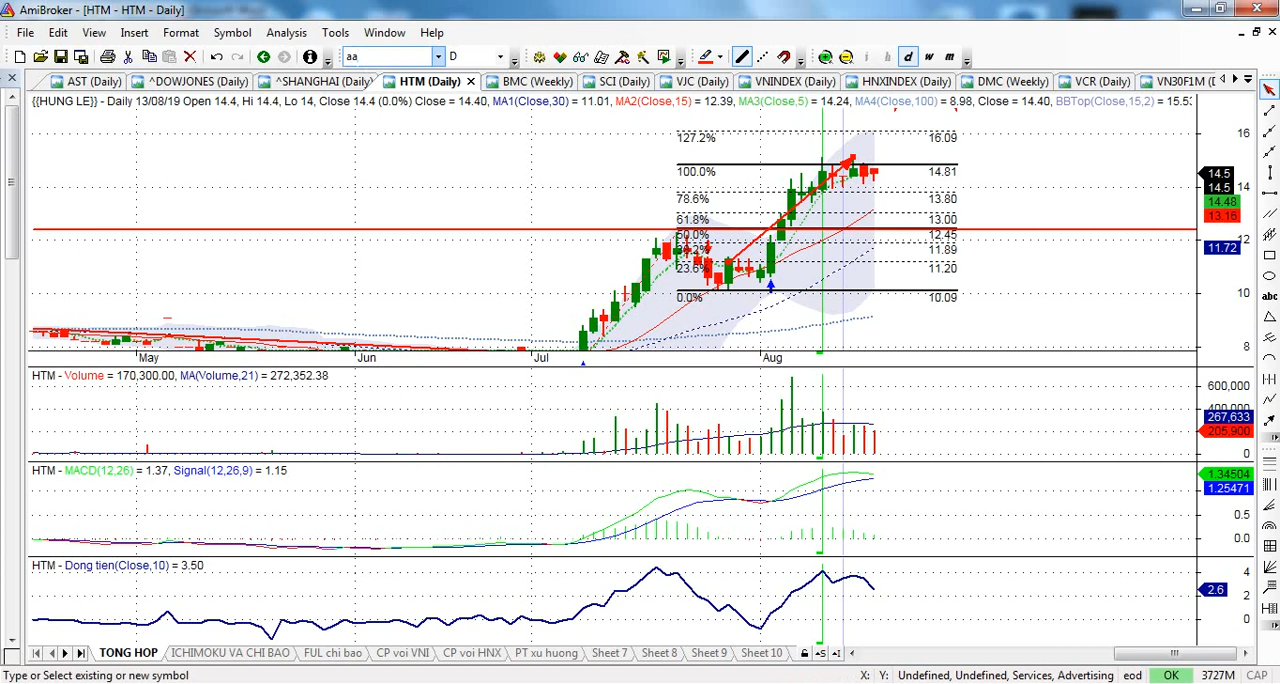 AmiBroker - [HTM - HTM - Daily]
File Edit View Insert Format Symbol Analysis Tools Window Help
aa D i h d w m
AST (Daily) ^DOWJONES (Daily) ^SHANGHAI (Daily) HTM (Daily) BMC (Weekly) SCI (Daily) VJC (Daily) VNINDEX (Daily) HNXINDEX (Daily) DMC (Weekly) VCR (Daily) VN30F1M (D
{{HUNG LE}} - Daily 13/08/19 Open 14.4, Hi 14.4, Lo 14, Close 14.4 (0.0%) Close = 14.40, MA1(Close,30) = 11.01, MA2(Close,15) = 12.39, MA3(Close,5) = 14.24, MA4(Close,100) = 8.98, Close = 14.40, BBTop(Close,15,2) = 15.5
127.2% 16.09 16
100.0% 14.81 14.5
14.5
14
78.6% 13.80 14.48
61.8% 13.00 13.16
50.0% 12.45 12
11.89 11.72
23.6% 11.20
0.0% 10.09 10
8
May Jun Jul Aug
HTM - Volume = 170,300.00, MA(Volume,21) = 272,352.38
600,000
400,000
267,633
205,900
0
HTM - MACD(12,26) = 1.37, Signal(12,26,9) = 1.15
1.34504
1.25471
0.5
0.0
HTM - Dong tien(Close,10) = 3.50
4
2.6
2
0
TONG HOP ICHIMOKU VA CHI BAO FUL chi bao CP voi VNI CP voi HNX PT xu huong Sheet 7 Sheet 8 Sheet 9 Sheet 10
Type or Select existing or new symbol X: Y: Undefined, Undefined, Services, Advertising eod OK 3727M CAP
abc